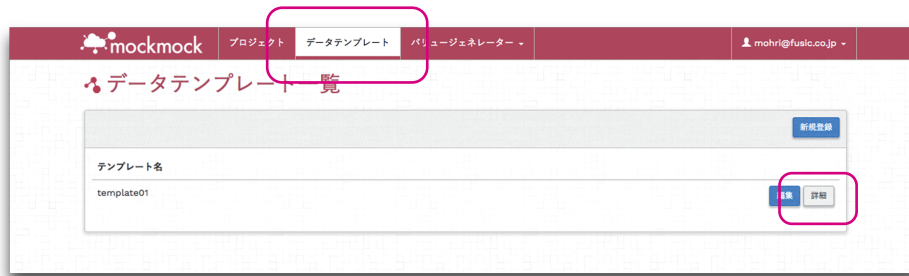 mockmock プロジェクト データテンプレート バリュージェネレーター mohri@fusic.co.jp
データテンプレート一覧
新規登録
テンプレート名
template01 編集 詳細